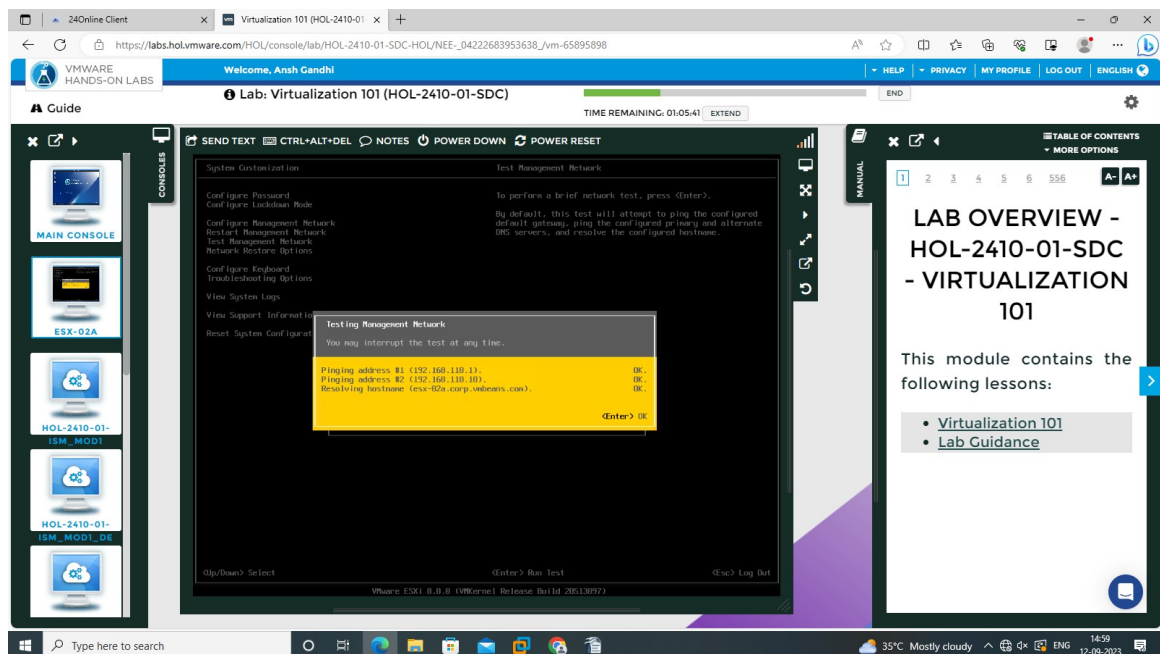 24Online Client
Virtualization 101 (HOL-2410-01
https://labs.hol.vmware.com/HOL/console/lab/HOL-2410-01-SDC-HOL/NEE-_04222683953638_/vm-65895898
VMWARE
HANDS-ON LABS
Welcome, Ansh Gandhi
HELP
PRIVACY
MY PROFILE
LOG OUT
ENGLISH
Guide
Lab: Virtualization 101 (HOL-2410-01-SDC)
TIME REMAINING: 01:05:41
EXTEND
END
CONSOLES
MAIN CONSOLE
ESX-02A
HOL-2410-01-
ISM_MOD1
HOL-2410-01-
ISM_MOD1_DE
SEND TEXT
CTRL+ALT+DEL
NOTES
POWER DOWN
POWER RESET
System Customization
Test Management Network
Configure Password
Configure Lockdown Mode
Configure Management Network
Restart Management Network
Test Management Network
Network Restore Options
Configure Keyboard
Troubleshooting Options
View System Logs
View Support Informatio
Reset System Configurat
To perform a brief network test, press <Enter>.
By default, this test will attempt to ping the configured
default gateway, ping the configured primary and alternate
DNS servers, and resolve the configured hostname.
Testing Management Network
You may interrupt the test at any time.
Pinging address #1 (192.168.110.1). OK.
Pinging address #2 (192.168.110.10). OK.
Resolving hostname (esx-02a.corp.vmbeans.com). OK.
<Enter> OK
<Up/Down> Select
<Enter> Run Test
<Esc> Log Out
VMware ESXi 8.0.0 (VMKernel Release Build 20513097)
MANUAL
TABLE OF CONTENTS
MORE OPTIONS
1 2 3 4 5 6 556
A- A+
LAB OVERVIEW -
HOL-2410-01-SDC
- VIRTUALIZATION
101
This module contains the
following lessons:
Virtualization 101
Lab Guidance
Type here to search
35°C Mostly cloudy
ENG
14:59
12-09-2023